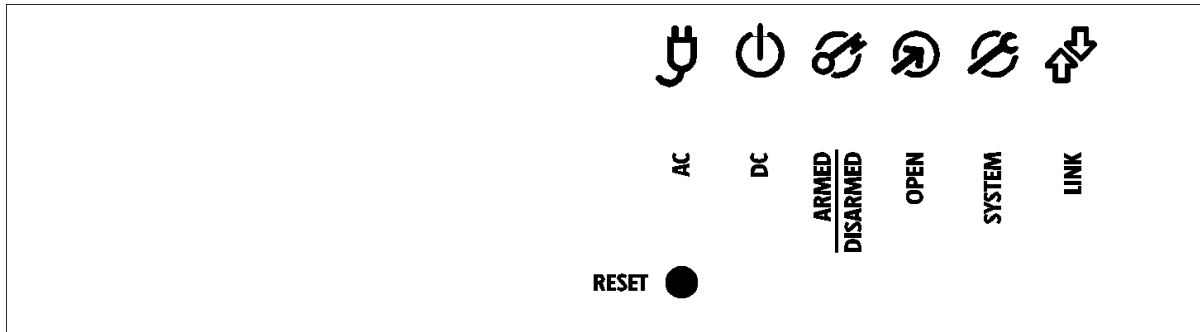 AC
DC
ARMED
DISARMED
OPEN
SYSTEM
LINK
RESET